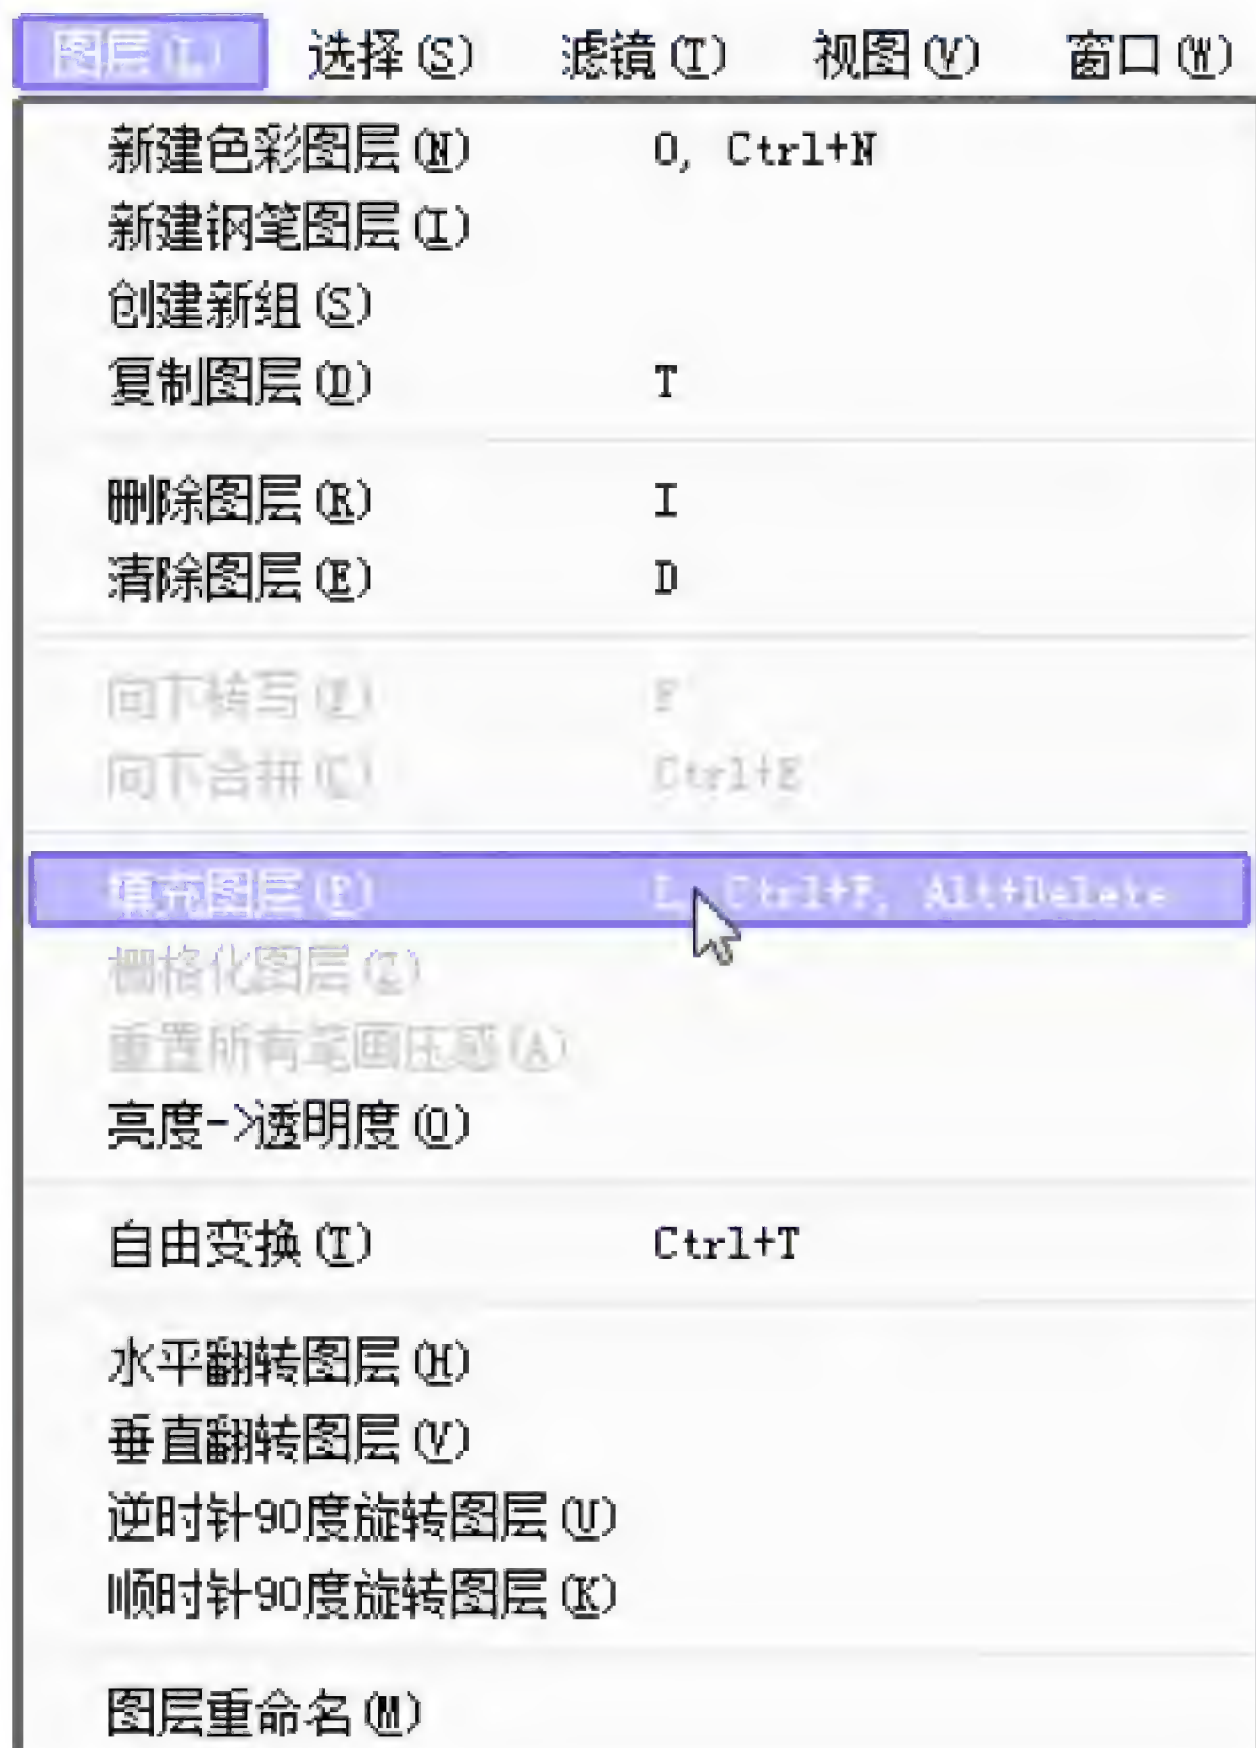 图层(L) 选择(S) 滤镜(T) 视图(V) 窗口(W)
新建色彩图层(N) O, Ctrl+N
新建钢笔图层(I)
创建新组(S)
复制图层(D) T
删除图层(R) I
清除图层(E) D
向下转写(P) F
向下合拼(C) Ctrl+E
填充图层(F) L, Ctrl+F, Alt+Delete
栅格化图层(Z)
重置所有笔画压感(A)
亮度->透明度(O)
自由变换(T) Ctrl+T
水平翻转图层(H)
垂直翻转图层(V)
逆时针90度旋转图层(U)
顺时针90度旋转图层(K)
图层重命名(M)